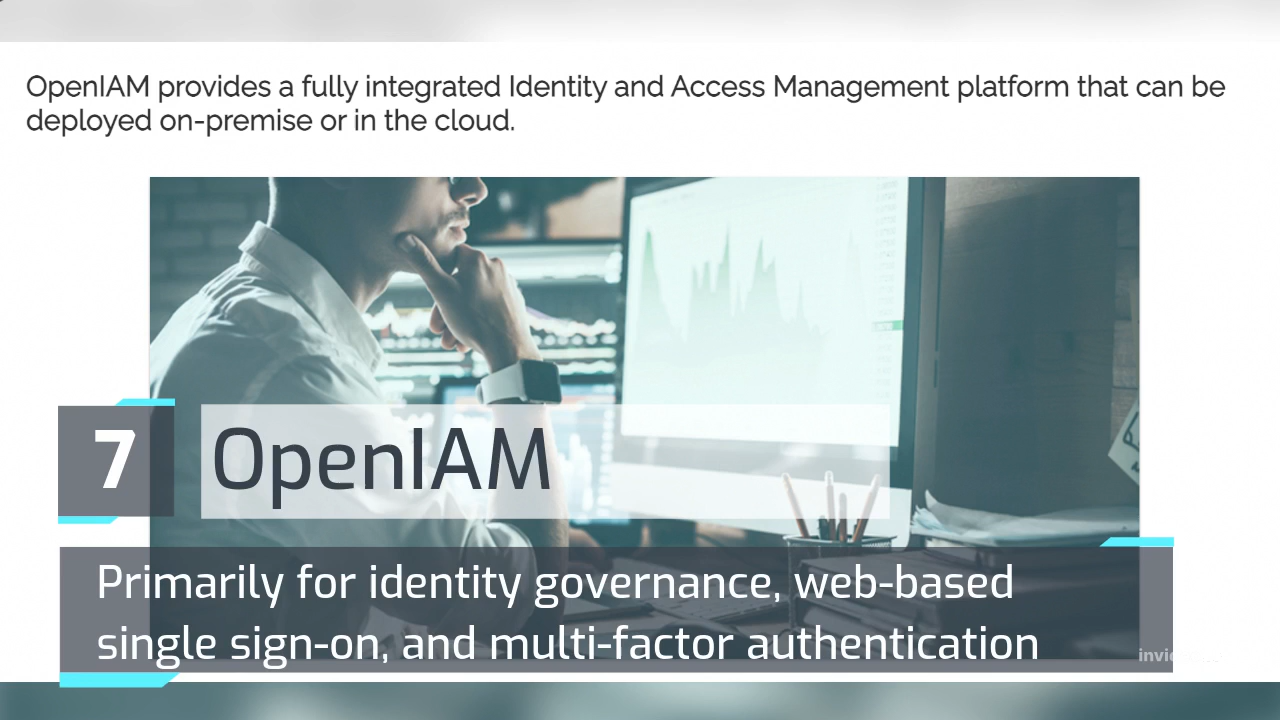 OpenIAM provides a fully integrated Identity and Access Management platform that can be
deployed on-premise or in the cloud.
7
OpenIAM
Primarily for identity governance, web-based
single sign-on, and multi-factor authentication